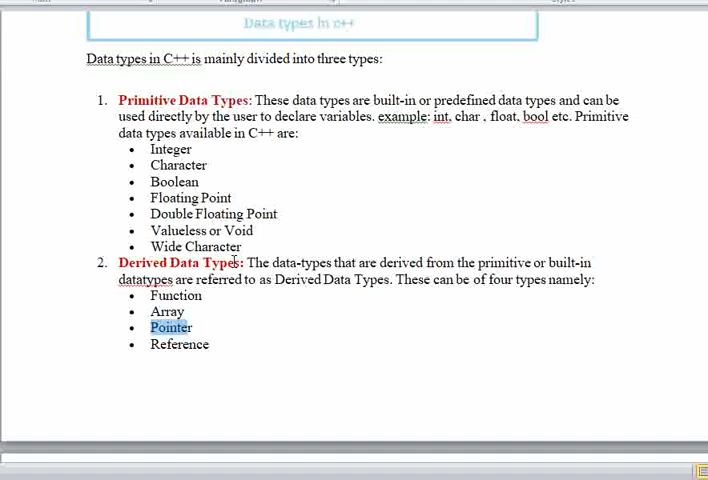 Data types in c++
Data types in C++ is mainly divided into three types:
1. Primitive Data Types: These data types are built-in or predefined data types and can be
used directly by the user to declare variables. example: int, char , float, bool etc. Primitive
data types available in C++ are:
• Integer
• Character
• Boolean
• Floating Point
• Double Floating Point
• Valueless or Void
• Wide Character
2. Derived Data Types: The data-types that are derived from the primitive or built-in
datatypes are referred to as Derived Data Types. These can be of four types namely:
• Function
• Array
• Pointer
• Reference